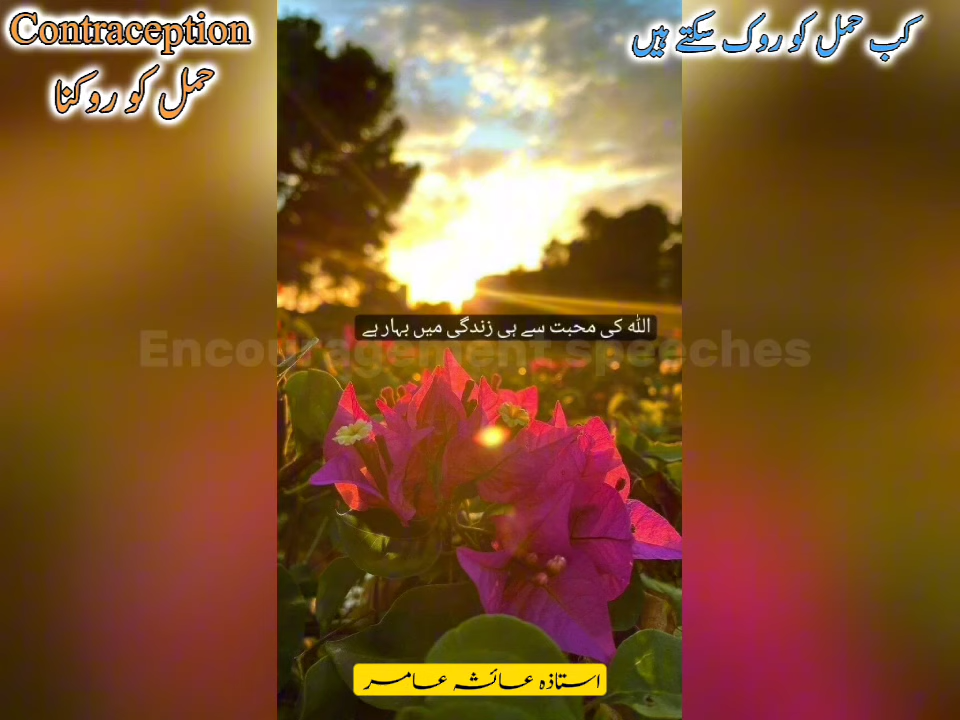 Contraception
حمل کو روکنا
کب حمل کو روک سکتے ہیں
اللہ کی محبت سے ہی زندگی میں بہار ہے
Encouragement speeches
استاذہ عائشہ عامر